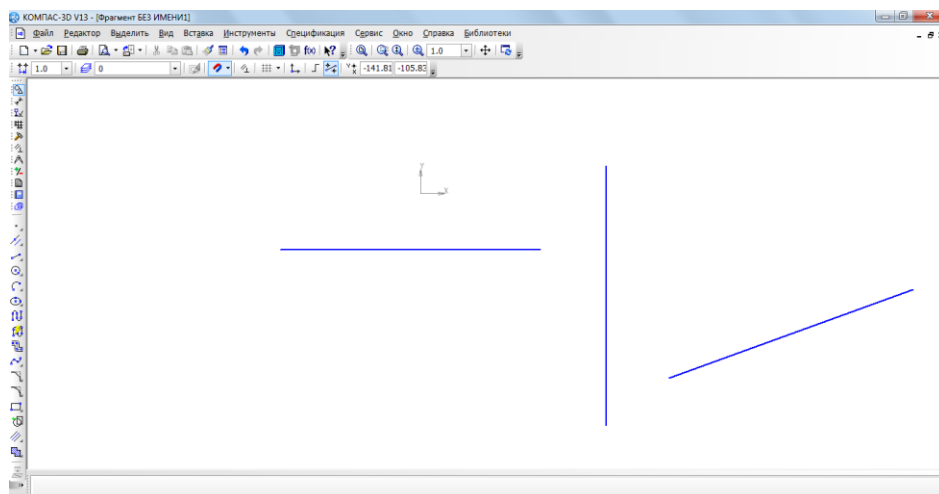 КОМПАС-3D V13 - [Фрагмент БЕЗ ИМЕНИ1]
Файл Редактор Выделить Вид Вставка Инструменты Спецификация Сервис Окно Справка Библиотеки
f(x) 1.0
1.0 0 -141.81 -105.83
Y
X